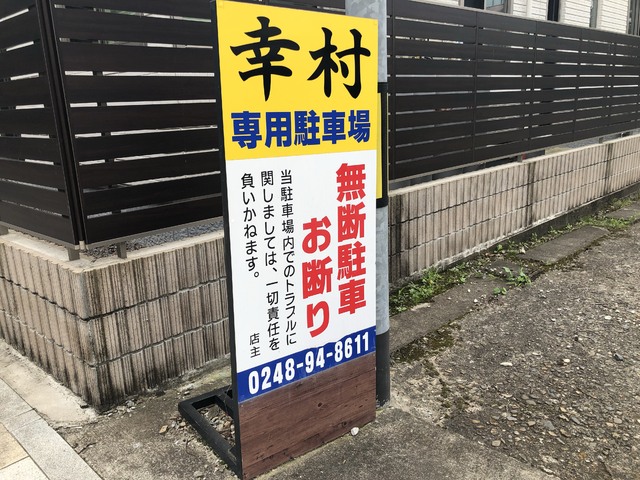 幸村
専用駐車場
無断駐車
お断り
当駐車場内でのトラブルに
関しましては、一切責任を
負いかねます。
店主
0248-94-8611